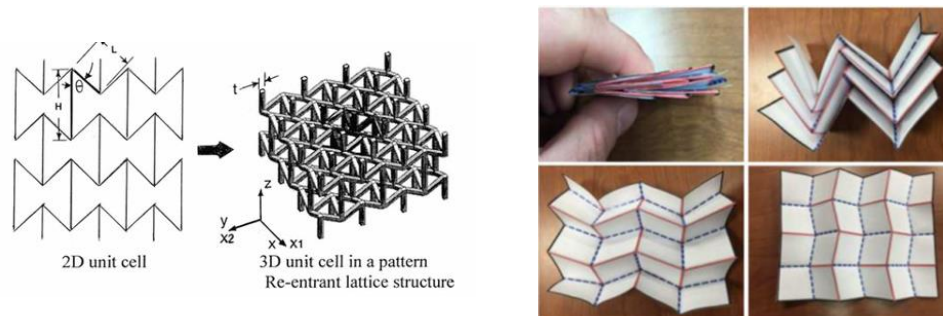 L
θ
H
t
z
y
X2
x
X1
2D unit cell
3D unit cell in a pattern
Re-entrant lattice structure